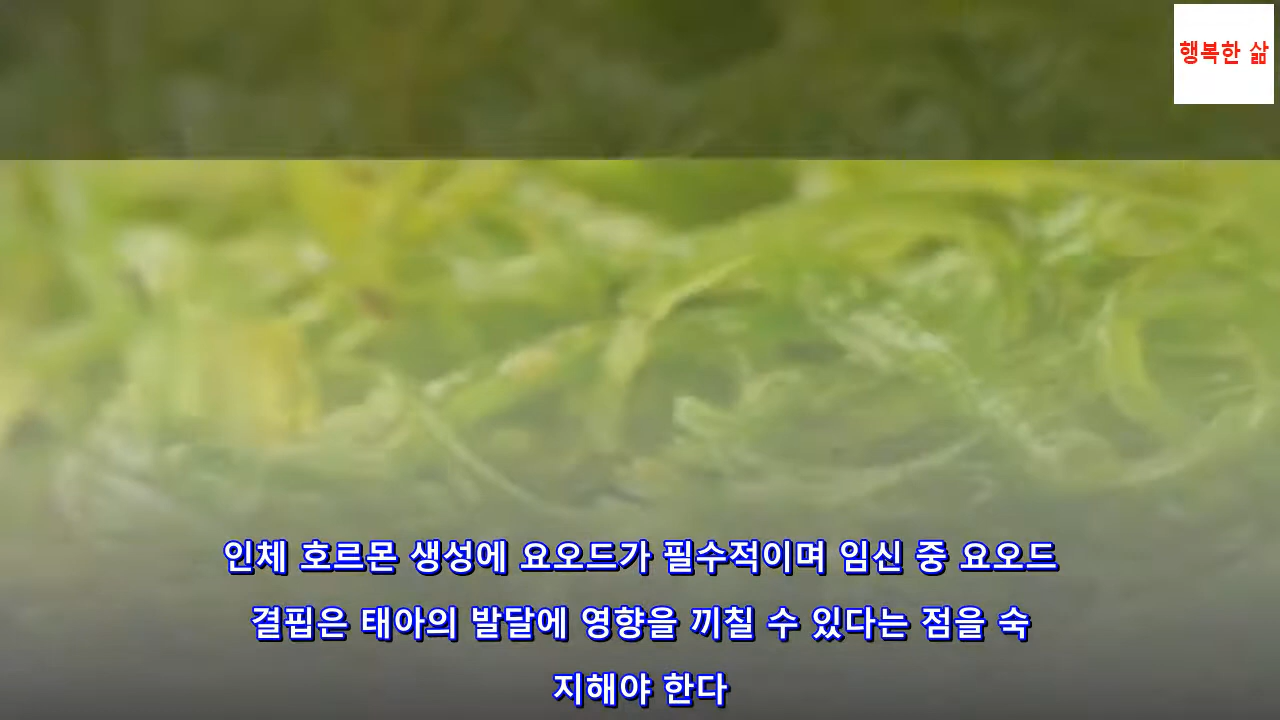 행복한 삶
인체 호르몬 생성에 요오드가 필수적이며 임신 중 요오드
결핍은 태아의 발달에 영향을 끼칠 수 있다는 점을 숙
지해야 한다